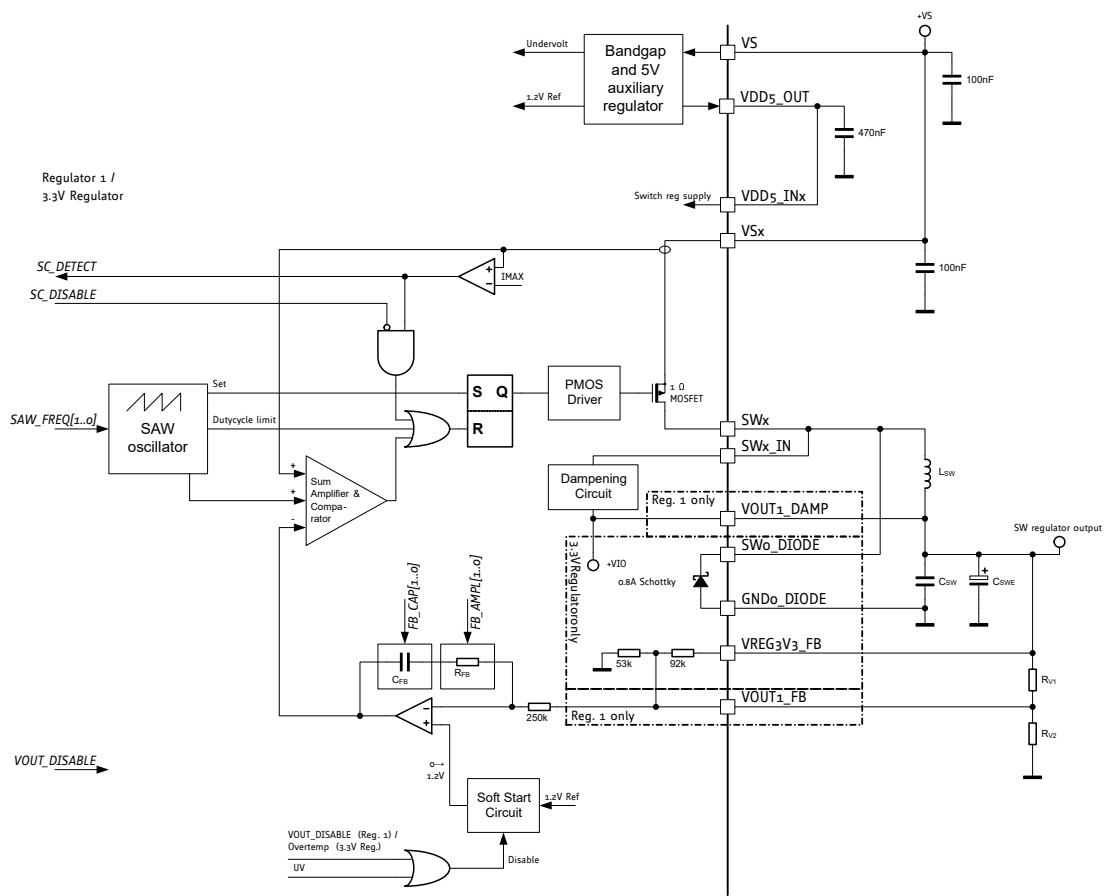 +VS
Undervolt
Bandgap
and 5V
auxiliary
regulator
VS
100nF
1.2V Ref
VDD5_OUT
470nF
Regulator 1 /
3.3V Regulator
Switch reg supply
VDD5_INx
VSx
SC_DETECT
+
−
IMAX
100nF
SC_DISABLE
Set
S Q
R
PMOS
Driver
1 Ω
MOSFET
SAW_FREQ[1..0]
SAW
oscillator
Dutycycle limit
SWx
SWx_IN
LSW
+
+
-
Sum
Amplifier &
Compa-
rator
Dampening
Circuit
Reg. 1 only
VOUT1_DAMP
SW regulator output
3.3V Regulator only
SW0_DIODE
+VIO
0.8A Schottky
CSW
+
CSWE
GND0_DIODE
FB_CAP[1..0]
FB_AMPL[1..0]
VREG3V3_FB
53k
92k
CFB
RFB
RV1
VOUT1_FB
−
+
250k
Reg. 1 only
RV2
VOUT_DISABLE
0→
1.2V
Soft Start
Circuit
1.2V Ref
VOUT_DISABLE (Reg. 1) /
Overtemp (3.3V Reg.)
UV
Disable